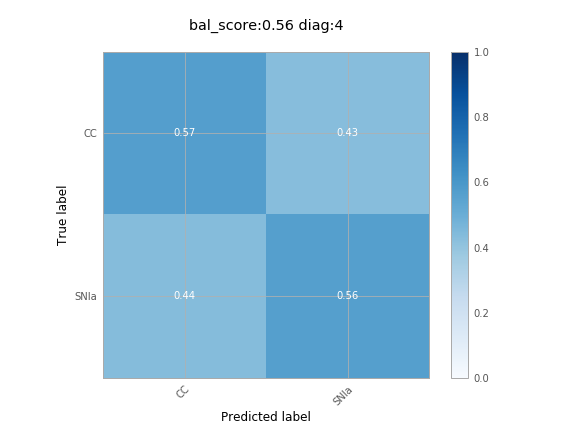 bal_score:0.56 diag:4
1.0
0.8
0.6
0.4
0.2
0.0
True label
CC
0.57
0.43
SNIa
0.44
0.56
CC
SNIa
Predicted label